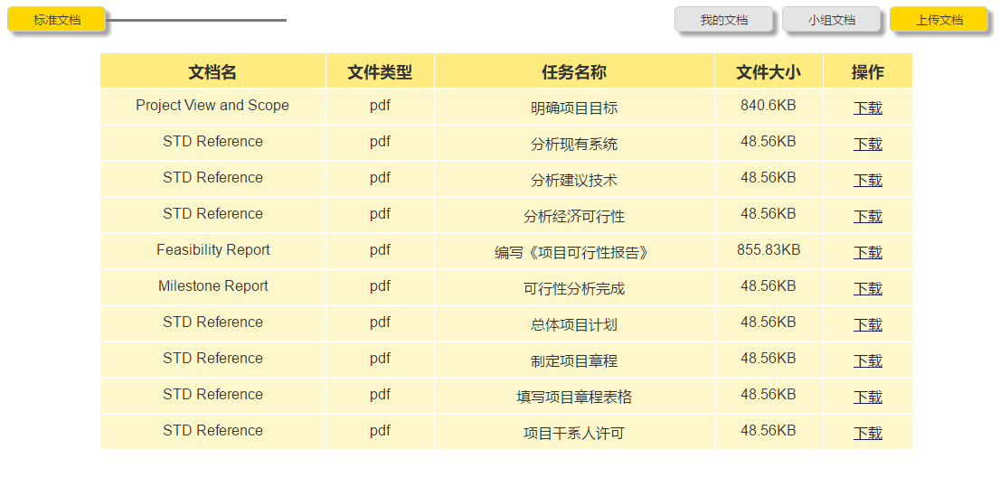 标准文档 我的文档 小组文档 上传文档
文档名 文件类型 任务名称 文件大小 操作
Project View and Scope pdf 明确项目目标 840.6KB 下载
STD Reference pdf 分析现有系统 48.56KB 下载
STD Reference pdf 分析建议技术 48.56KB 下载
STD Reference pdf 分析经济可行性 48.56KB 下载
Feasibility Report pdf 编写《项目可行性报告》 855.83KB 下载
Milestone Report pdf 可行性分析完成 48.56KB 下载
STD Reference pdf 总体项目计划 48.56KB 下载
STD Reference pdf 制定项目章程 48.56KB 下载
STD Reference pdf 填写项目章程表格 48.56KB 下载
STD Reference pdf 项目干系人许可 48.56KB 下载